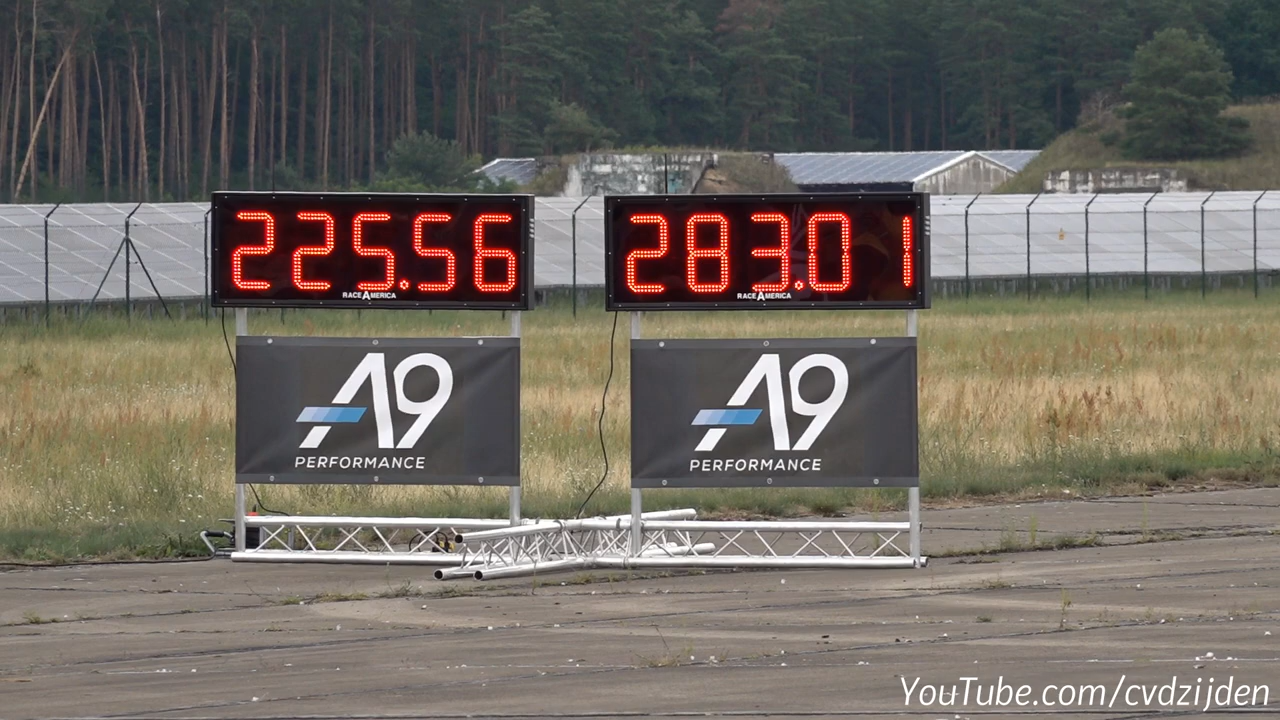 225.56
283.01
RACEAMERICA
RACEAMERICA
A9
PERFORMANCE
A9
PERFORMANCE
YouTube.com/cvdzijden